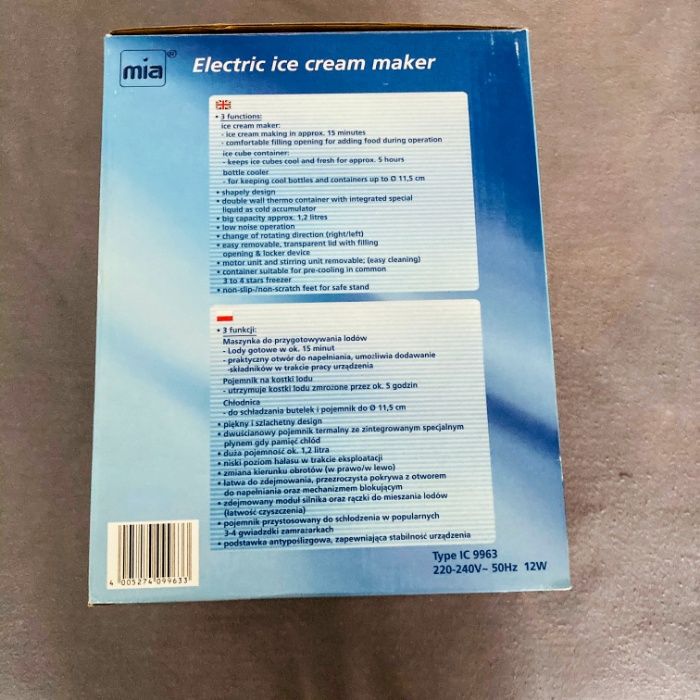 mia®
Electric ice cream maker
• 3 functions:
ice cream maker:
- ice cream making in approx. 15 minutes
- comfortable filling opening for adding food during operation
ice cube container:
- keeps ice cubes cool and fresh for approx. 5 hours
bottle cooler
- for keeping cool bottles and containers up to Ø 11,5 cm
• shapely design
• double wall thermo container with integrated special
liquid as cold accumulator
• big capacity approx. 1,2 litres
• low noise operation
• change of rotating direction (right/left)
• easy removable, transparent lid with filling
opening & locker device
• motor unit and stirring unit removable; (easy cleaning)
• container suitable for pre-cooling in common
3 to 4 stars freezer
• non-slip-/non-scratch feet for safe stand
• 3 funkcji:
Maszynka do przygotowywania lodów
- Lody gotowe w ok. 15 minut
- praktyczny otwór do napełniania, umożliwia dodawanie
-składników w trakcie pracy urządzenia
Pojemnik na kostki lodu
- utrzymuje kostki lodu zmrożone przez ok. 5 godzin
Chłodnica
- do schładzania butelek i pojemnik do Ø 11,5 cm
• piękny i szlachetny design
• dwuścianowy pojemnik termalny ze zintegrowanym specjalnym
płynem gdy pamięć chłód
• duża pojemność ok. 1,2 litra
• niski poziom hałasu w trakcie eksploatacji
• zmiana kierunku obrotów (w prawo/w lewo)
• łatwa do zdejmowania, przezroczysta pokrywa z otworem
do napełniania oraz mechanizmem blokującym
• zdejmowany moduł silnika oraz rączki do mieszania lodów
(łatwość czyszczenia)
• pojemnik przystosowany do schłodzenia w popularnych
3-4 gwiadzdki zamrażarkach
• podstawka antypoślizgowa, zapewniająca stabilność urządzenia
Type IC 9963
220-240V~ 50Hz 12W
4 005274 099633